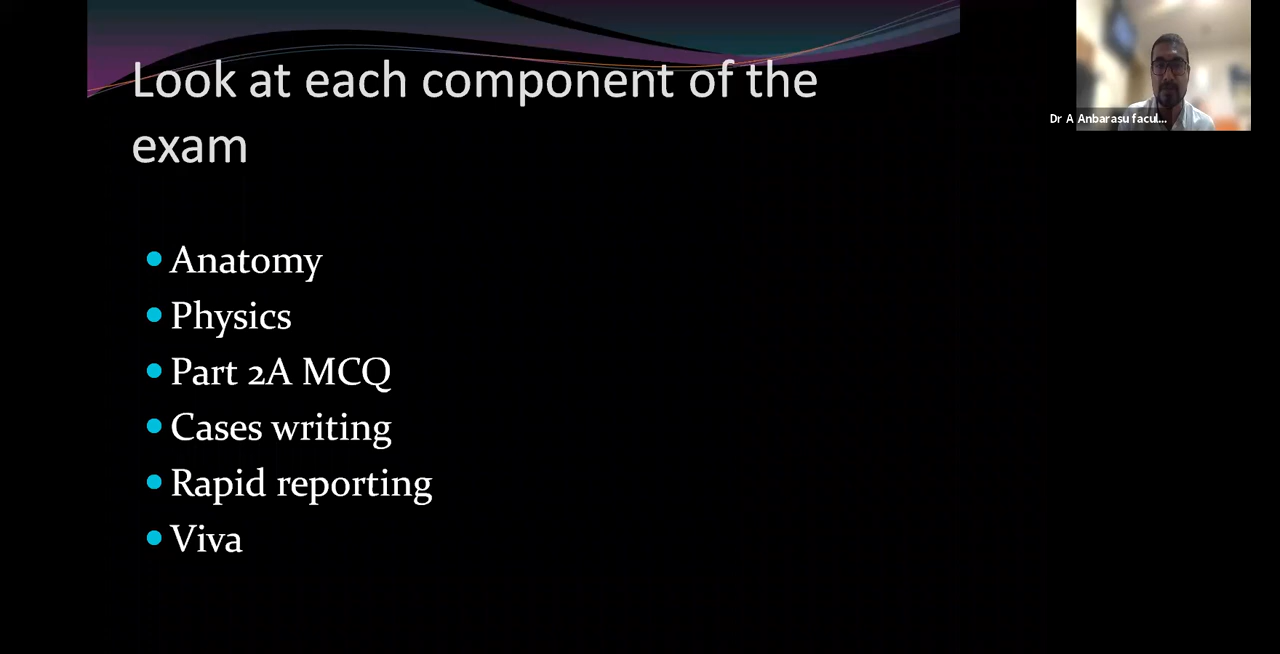 Look at each component of the
exam
Anatomy
Physics
Part 2A MCQ
Cases writing
Rapid reporting
Viva
Dr A Anbarasu facul...